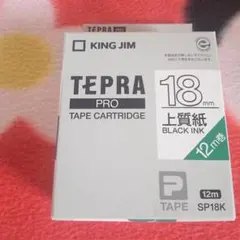 KING JIM
TEPRA
PRO
TAPE CARTRIDGE
18mm
上質紙
BLACK INK
12m巻
P
TAPE
12m
SP18K